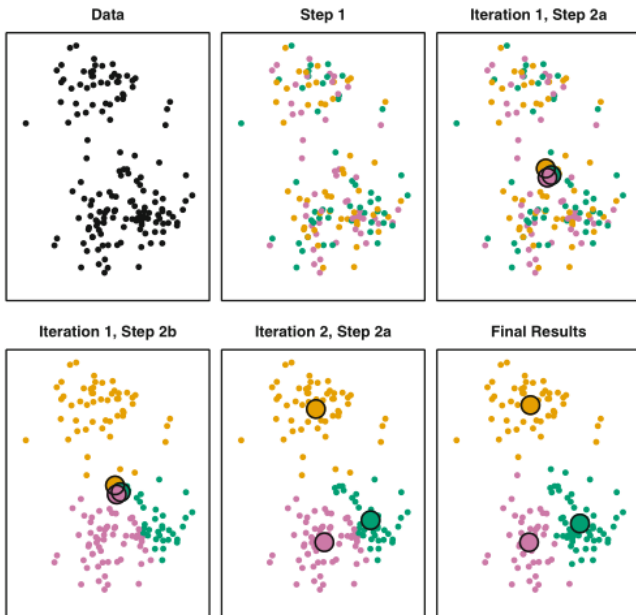 Data
Step 1
Iteration 1, Step 2a
Iteration 1, Step 2b
Iteration 2, Step 2a
Final Results